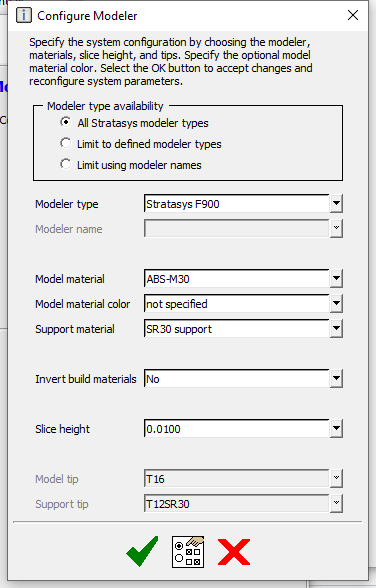 Configure Modeler
Specify the system configuration by choosing the modeler,
materials, slice height, and tips. Specify the optional model
material color. Select the OK button to accept changes and
reconfigure system parameters.
Modeler type availability
All Stratasys modeler types
Limit to defined modeler types
Limit using modeler names
Modeler type Stratasys F900
Modeler name
Model material ABS-M30
Model material color not specified
Support material SR30 support
Invert build materials No
Slice height 0.0100
Model tip T16
Support tip T12SR30